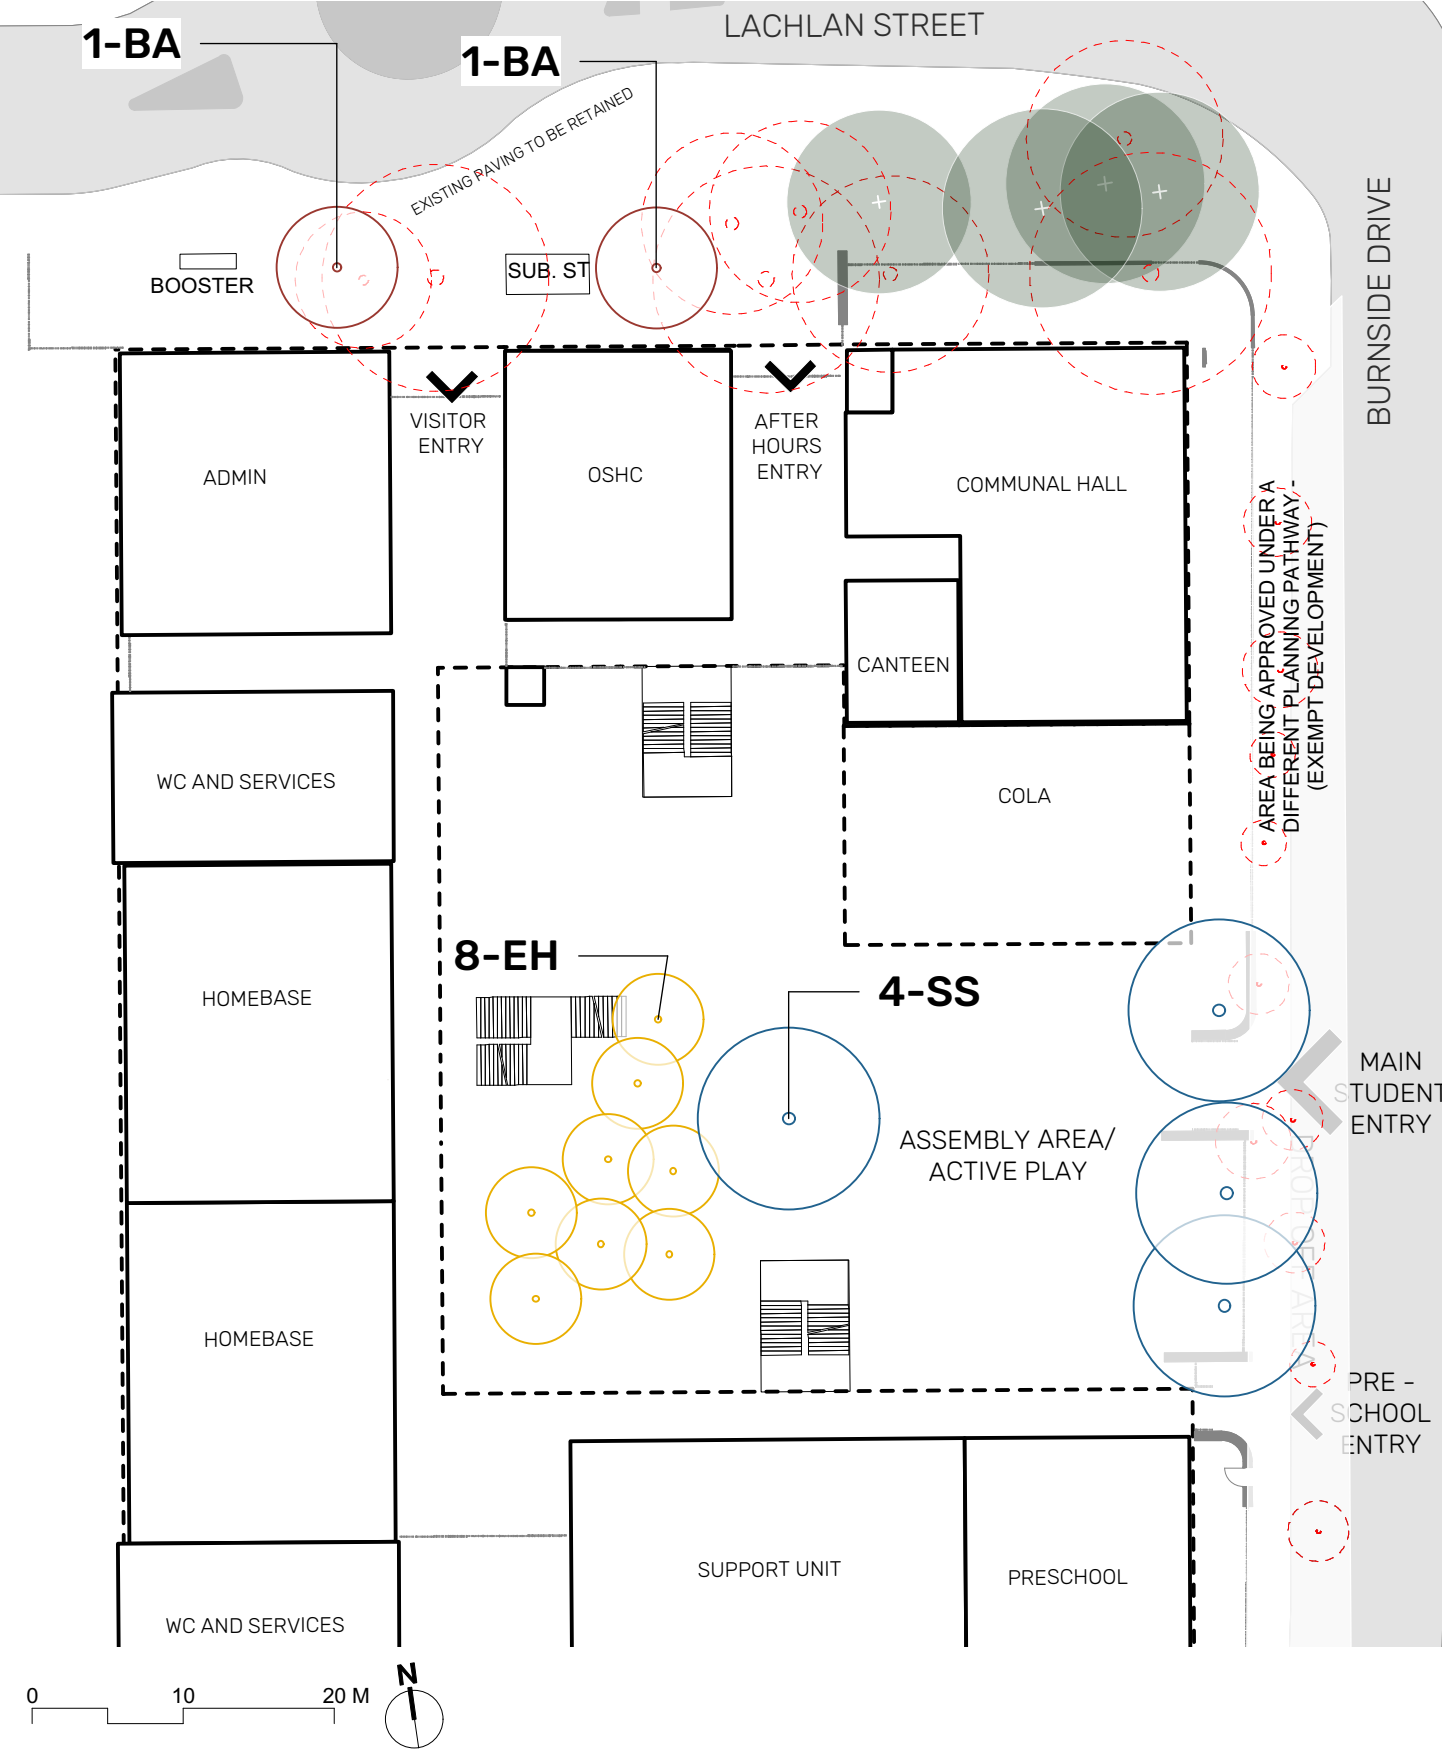 LACHLAN STREET
1-BA
1-BA
EXISTING PAVING TO BE RETAINED
BURNSIDE DRIVE
BOOSTER
SUB. ST
VISITOR
ENTRY
AFTER
HOURS
ENTRY
ADMIN
OSHC
COMMUNAL HALL
AREA BEING APPROVED UNDER A
DIFFERENT PLANNING PATHWAY -
(EXEMPT DEVELOPMENT)
CANTEEN
WC AND SERVICES
COLA
8-EH
4-SS
HOMEBASE
MAIN
STUDENT
ENTRY
ASSEMBLY AREA/
ACTIVE PLAY
HOMEBASE
PRE -
SCHOOL
ENTRY
SUPPORT UNIT
PRESCHOOL
WC AND SERVICES
0 10 20 M
N